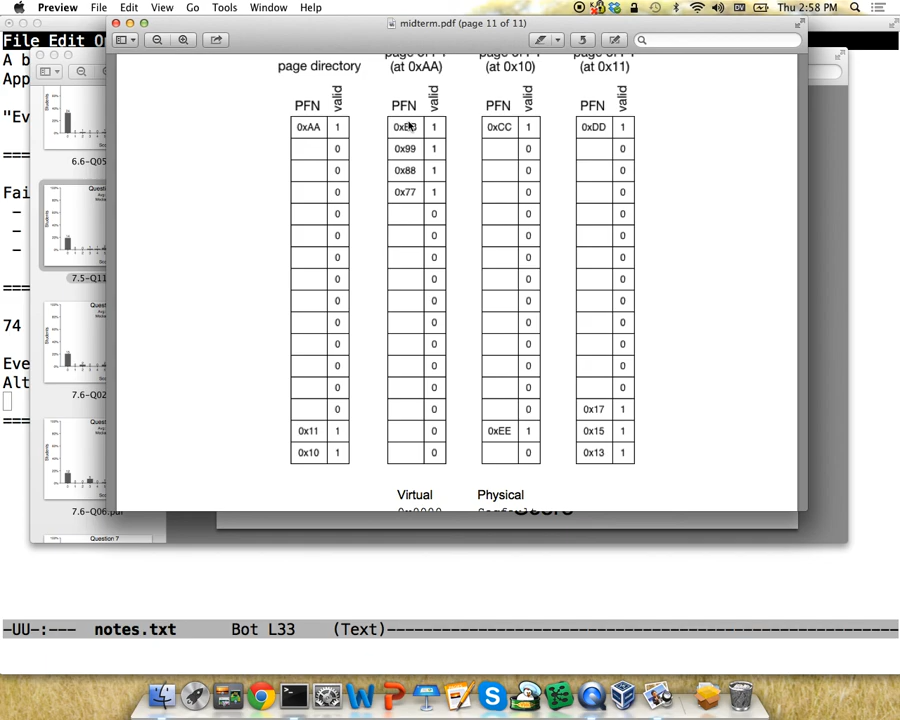 Preview File Edit View Go Tools Window Help Thu 2:58 PM
midterm.pdf (page 11 of 11)
File Edit
A b
App
"Ev
===
Fai
-
-
-
===
74
Eve
Alt
===
6.6-Q05
7.5-Q11
7.6-Q02
7.6-Q06.pdf
Question 7
page directory (at 0xAA) (at 0x10) (at 0x11)
PFN valid PFN valid PFN valid PFN valid
0xAA 1 1 0xCC 1 0xDD 1
0 0x99 1 0 0
0 0x88 1 0 0
0 0x77 1 0 0
0 0 0 0
0 0 0 0
0 0 0 0
0 0 0 0
0 0 0 0
0 0 0 0
0 0 0 0
0 0 0 0
0 0 0 0
0 0 0 0x17 1
0x11 1 0 0xEE 1 0x15 1
0x10 1 0 0 0x13 1
Virtual Physical
-UU-:--- notes.txt Bot L33 (Text)